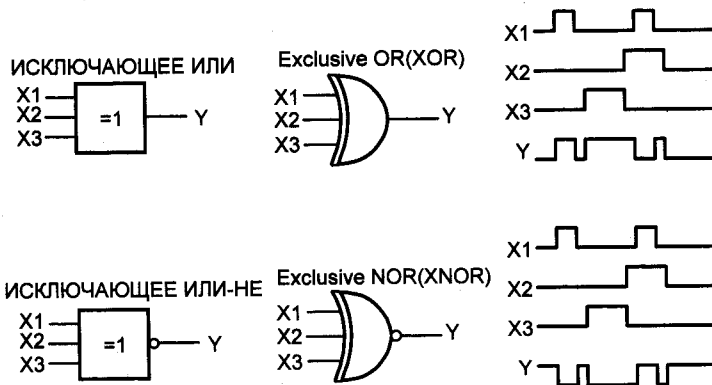 ИСКЛЮЧАЮЩЕЕ ИЛИ
X1
X2
X3
=1
Y
Exclusive OR(XOR)
X1
X2
X3
Y
X1
X2
X3
Y
ИСКЛЮЧАЮЩЕЕ ИЛИ-НЕ
X1
X2
X3
=1
Y
Exclusive NOR(XNOR)
X1
X2
X3
Y
X1
X2
X3
Y